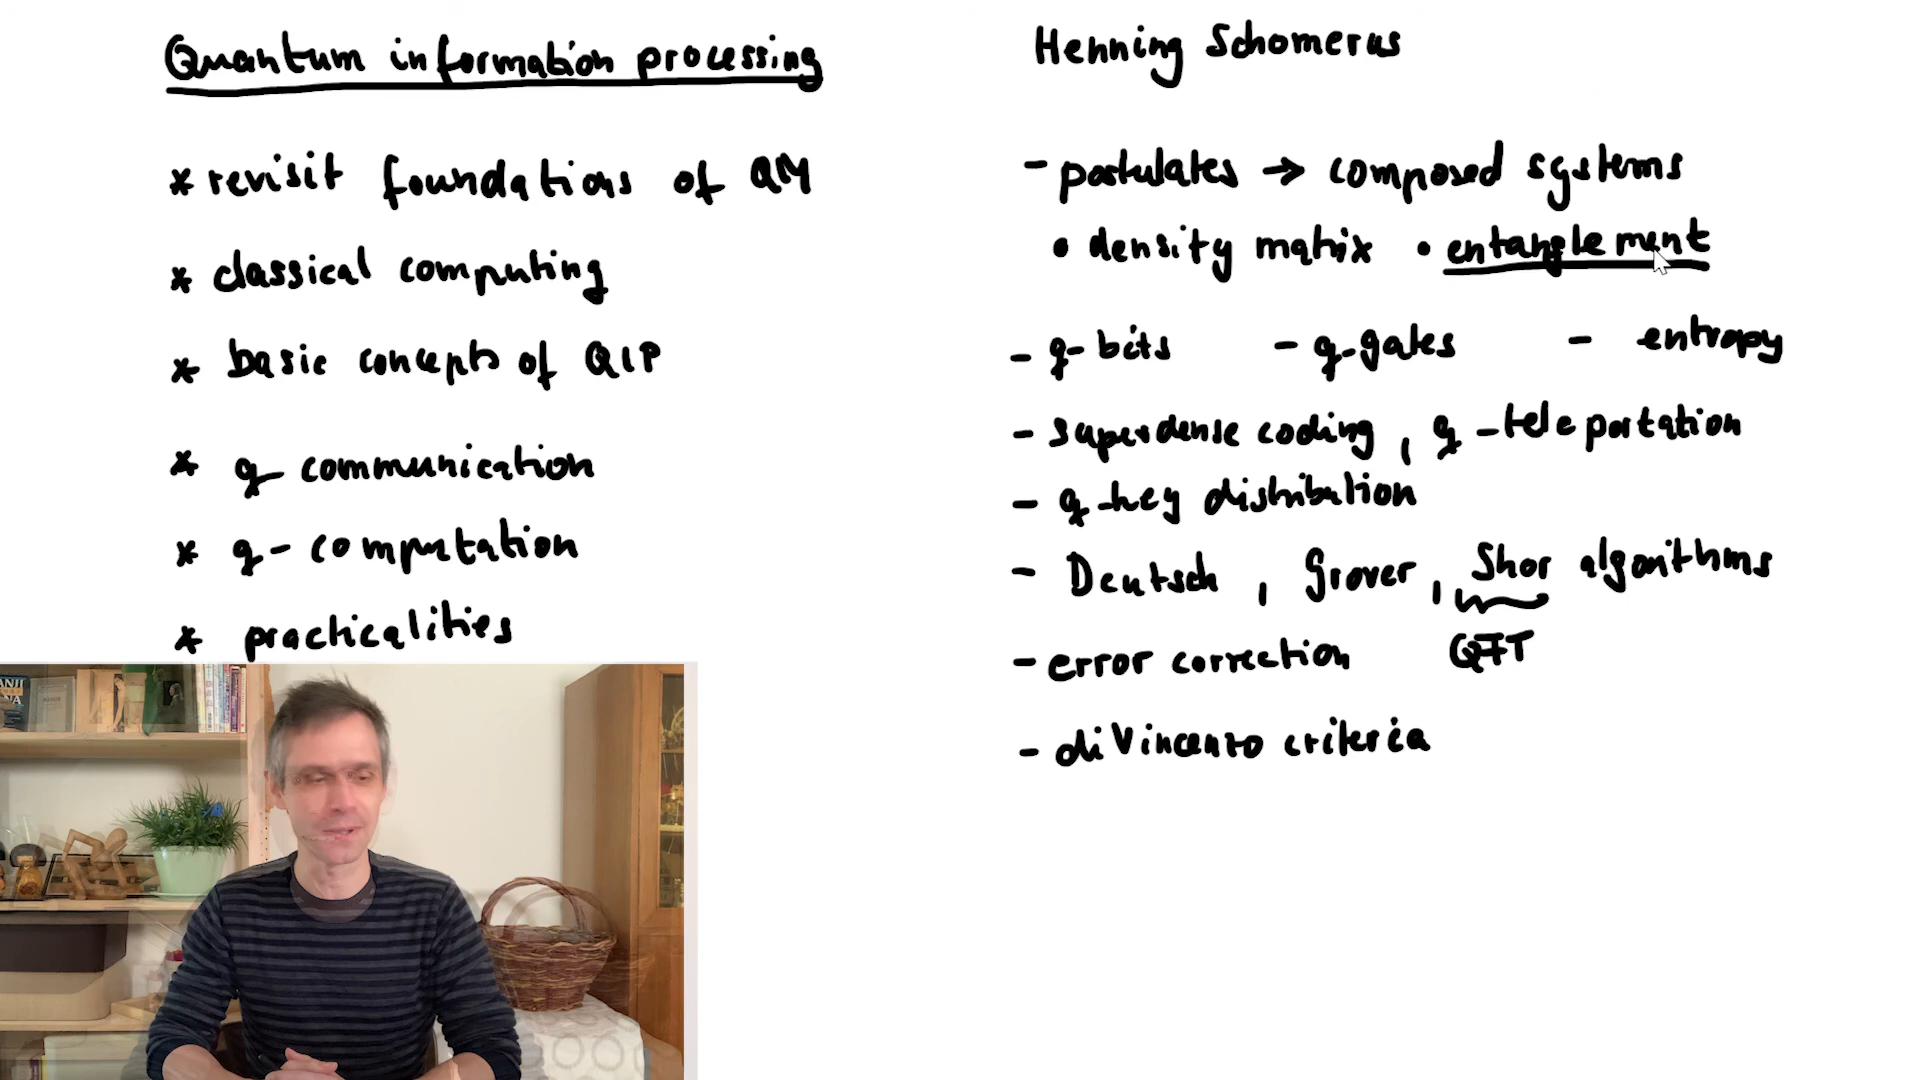 Quantum information processing
* revisit foundations of QM
* classical computing
* basic concepts of QIP
* q-communication
* q-computation
* practicalities
Henning Schomerus
- postulates → composed systems
• density matrix • entanglement
- q-bits - q-gates - entropy
- superdense coding, q-teleportation
- q-key distribution
- Deutsch, Grover, Shor algorithms
QFT
- error correction
- diVincenzo criteria